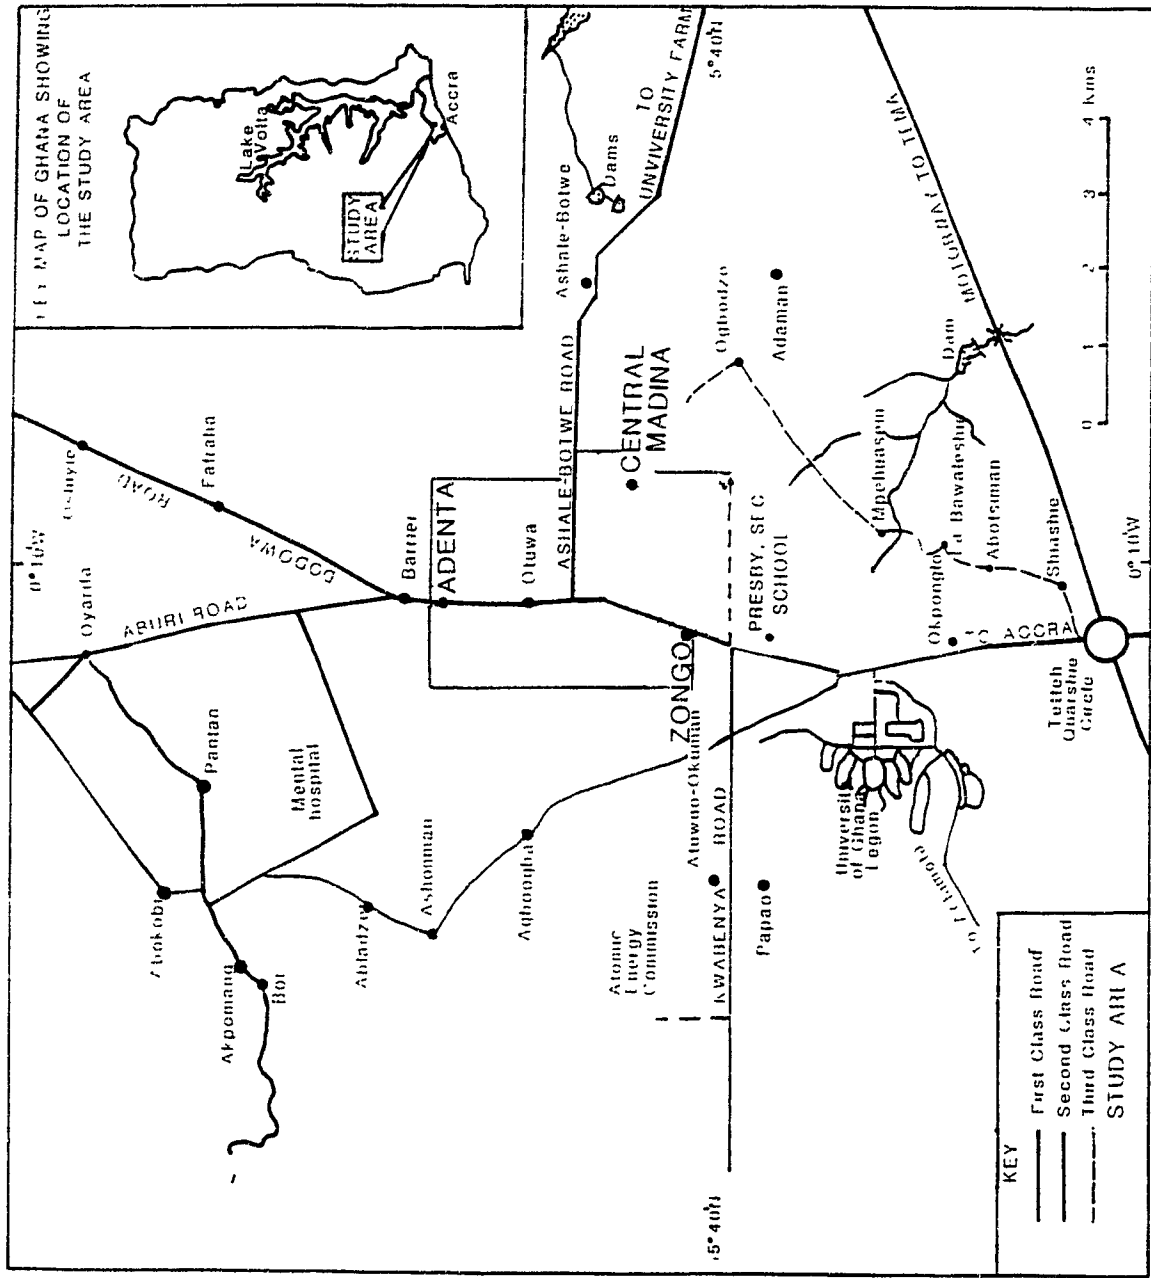 MAP OF GHANA SHOWING
LOCATION OF
THE STUDY AREA
Lake
Volta
STUDY
AREA
Accra
0°10'W
5°40'N
TO
UNVIVERSITY FARM
Dams
Ashale-Botwe
ASHALE-BOTWE ROAD
MOTORWAY TO TEMA
DODOWA
ROAD
Fatraha
Oyarifa
ABURI ROAD
Barrier
ADENTA
Otuwa
CENTRAL
MADINA
Ogbodzo
Adaman
Dam
Mpehuasem
La Bawaleshie
Abotsiman
Shiashie
Okponglo
TO ACCRA
0°10'W
Tetteh
Quarshie
Circle
PRESBY. SEC
SCHOOL
ZONGO
Pantan
Mental
hospital
Abokobi
Akpomang
Boi
Abladzei
Ashonman
Agbogba
Atomic
Energy
Commission
KWABENYA ROAD
Papao
University
of Ghana
Legon
5°40'N
0 1 2 3 4 kms
KEY
First Class Road
Second Class Road
Third Class Road
STUDY AREA